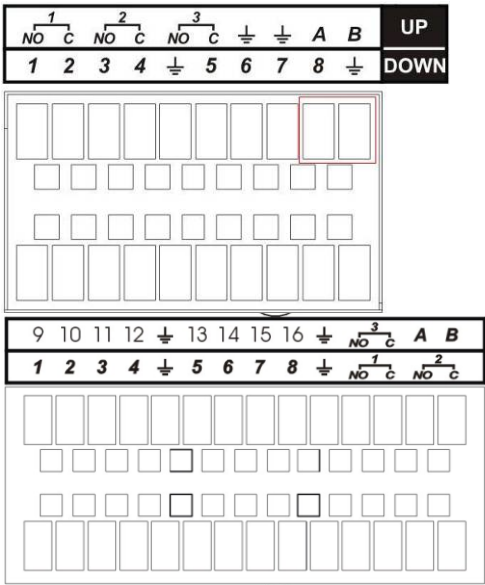 1 2 3
NO C NO C NO C ⏚ ⏚ A B UP
1 2 3 4 ⏚ 5 6 7 8 ⏚ DOWN
9 10 11 12 ⏚ 13 14 15 16 ⏚ 3 NO C A B
1 2 3 4 ⏚ 5 6 7 8 ⏚ 1 NO C 2 NO C